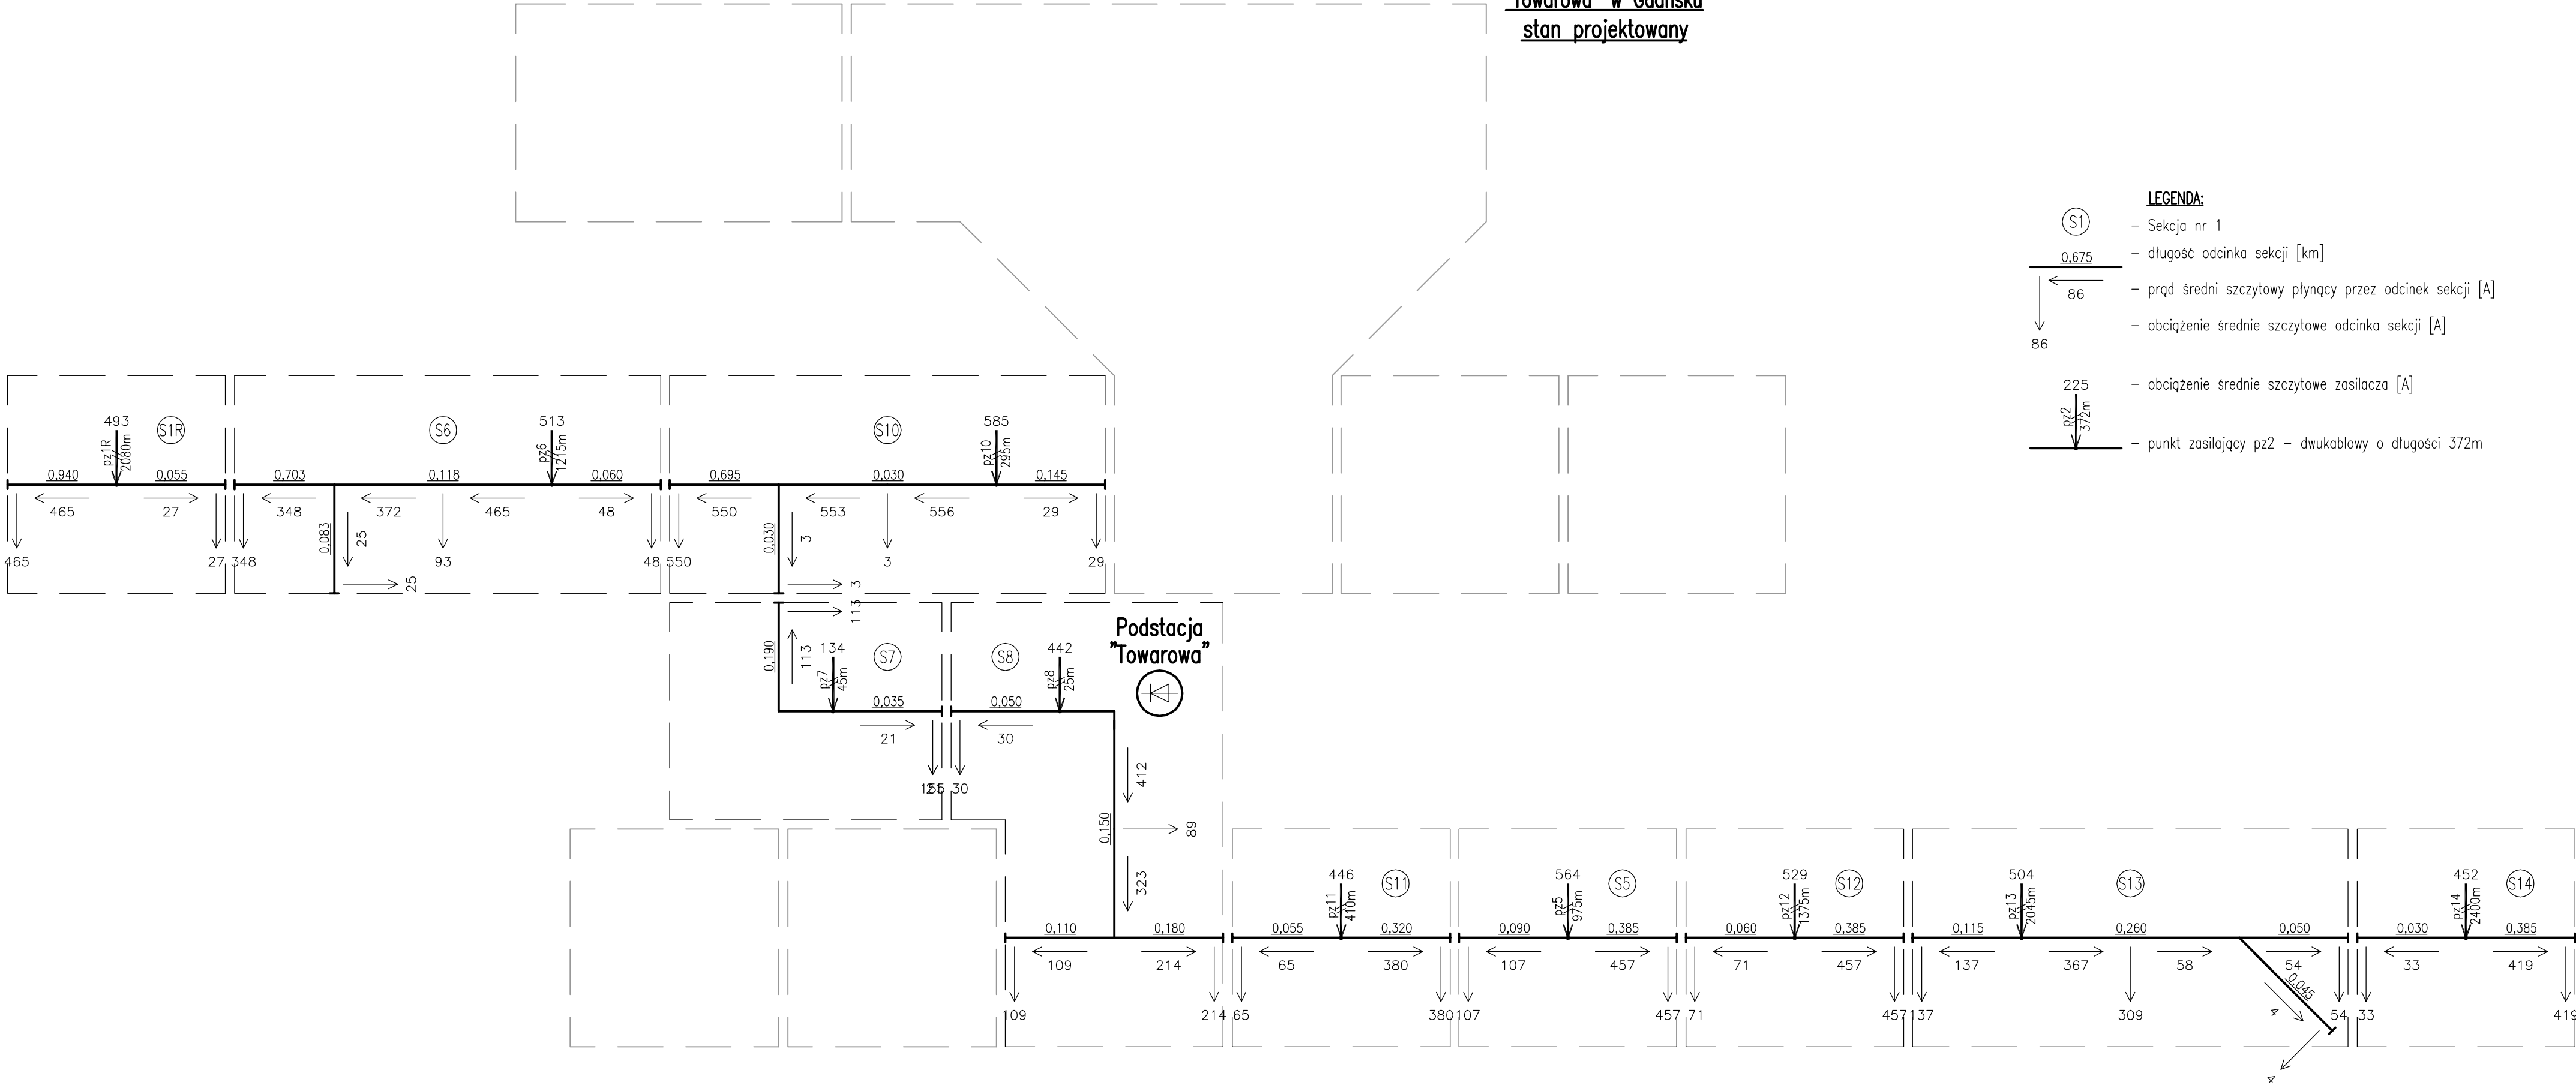 "Towarowa" w Gdańsku
stan projektowany
LEGENDA:
S1 – Sekcja nr 1
0,675 – długość odcinka sekcji [km]
86 – prąd średni szczytowy płynący przez odcinek sekcji [A]
– obciążenie średnie szczytowe odcinka sekcji [A]
86
225 – obciążenie średnie szczytowe zasilacza [A]
pz2 372m
– punkt zasilający pz2 – dwukablowy o długości 372m
493 S1R S6 513 S10 585
pz1R 2080m pz6 1215m pz10 295m
0,940 0,055 0,703 0,118 0,060 0,695 0,030 0,145
465 27 348 372 465 48 550 553 556 29
0,083 25 0,030 3
465 27 348 93 48 550 3 29
25 3
113
Podstacja
"Towarowa"
0,190 113 134 S7 S8 442
pz7 45m pz8 25m
0,035 0,050
21 30
30
412
0,150 89
323
446 S11 564 S5 529 S12 504 S13 452 S14
pz11 410m pz5 975m pz12 1375m pz13 2045m pz14 2400m
0,110 0,180 0,055 0,320 0,090 0,385 0,060 0,385 0,115 0,260 0,050 0,030 0,385
109 214 65 380 107 457 71 457 137 367 58 54 33 419
0,045
4
109 214 65 380 107 457 71 457 137 309 54 33 419
4